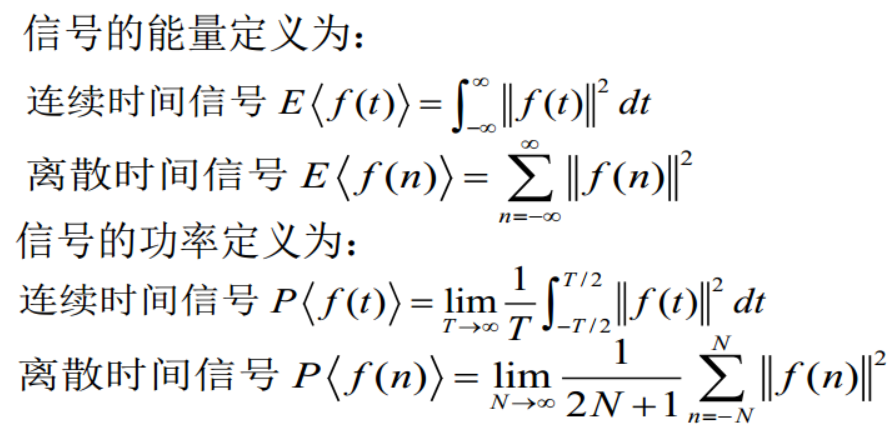 信号的能量定义为：
连续时间信号 E⟨f(t)⟩ = ∫_{-∞}^{∞} ‖f(t)‖² dt
离散时间信号 E⟨f(n)⟩ = ∑_{n=-∞}^{∞} ‖f(n)‖²
信号的功率定义为：
连续时间信号 P⟨f(t)⟩ = lim_{T→∞} \frac{1}{T} ∫_{-T/2}^{T/2} ‖f(t)‖² dt
离散时间信号 P⟨f(n)⟩ = lim_{N→∞} \frac{1}{2N+1} ∑_{n=-N}^{N} ‖f(n)‖²